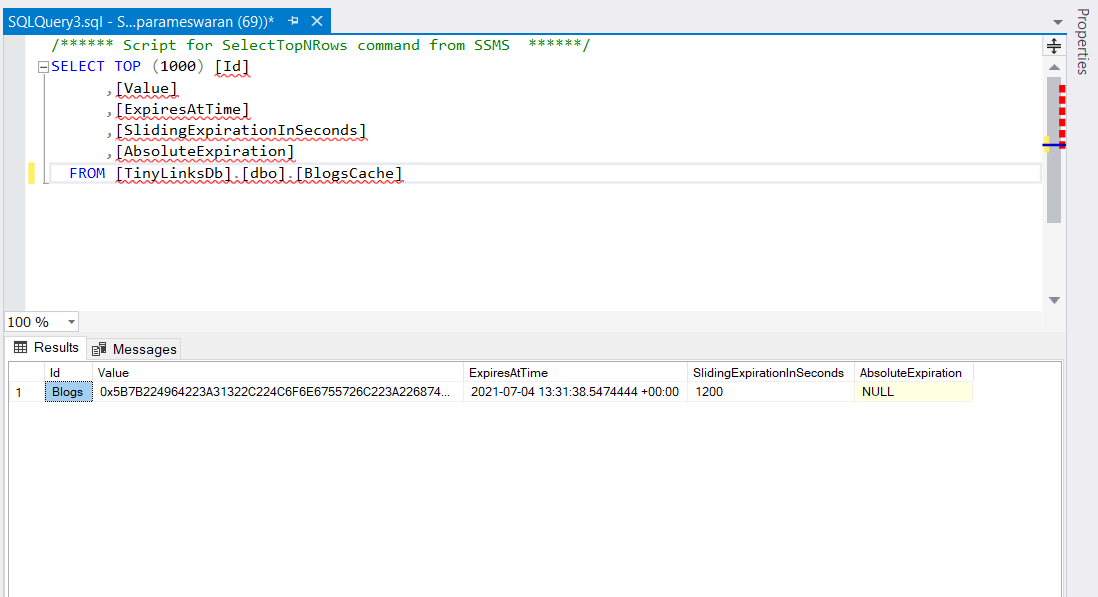 SQLQuery3.sql - S...parameswaran (69))*
Properties
/****** Script for SelectTopNRows command from SSMS  ******/
SELECT TOP (1000) [Id]
,[Value]
,[ExpiresAtTime]
,[SlidingExpirationInSeconds]
,[AbsoluteExpiration]
FROM [TinyLinksDb].[dbo].[BlogsCache]
100 %
Results Messages
Id Value ExpiresAtTime SlidingExpirationInSeconds AbsoluteExpiration
1 Blogs 0x5B7B224964223A31322C224C6F6E6755726C223A226874... 2021-07-04 13:31:38.5474444 +00:00 1200 NULL